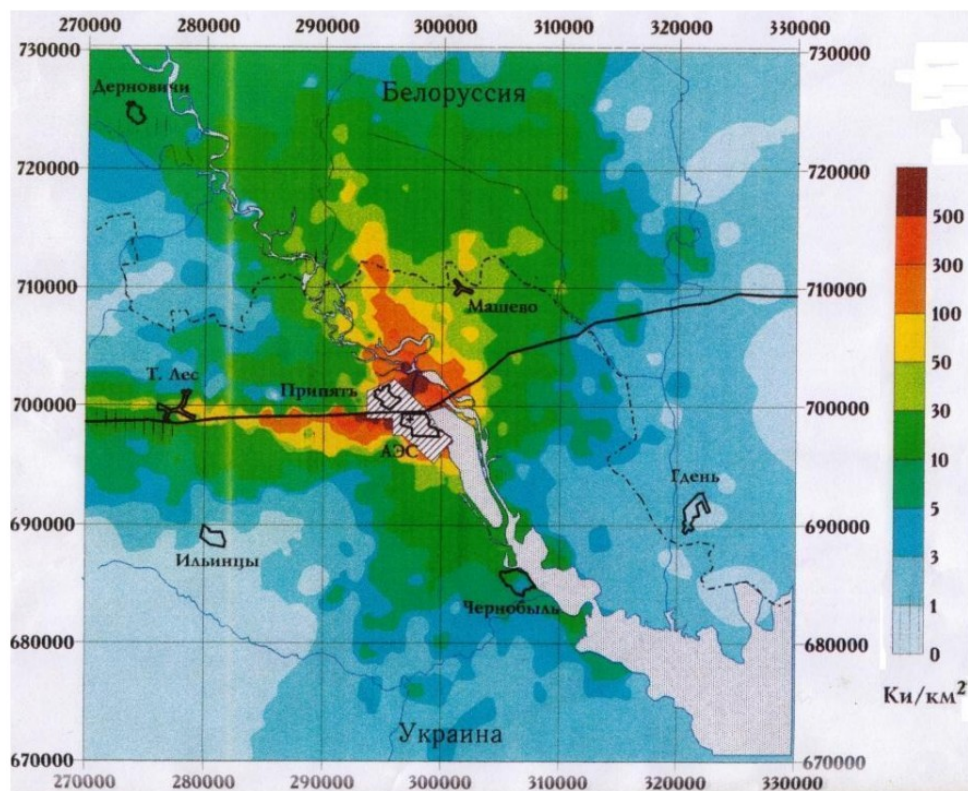 270000 280000 290000 300000 310000 320000 330000
730000 730000
Дерновичи
Белоруссия
720000 720000
500
300
710000 Машево 710000
100
50
Т. Лес
Припять
30
700000 700000
АЭС
10
Гдень
5
690000 690000
Ильинцы
3
Чернобыль
1
680000 680000
0
Ки/км²
Украина
670000 670000
270000 280000 290000 300000 310000 320000 330000